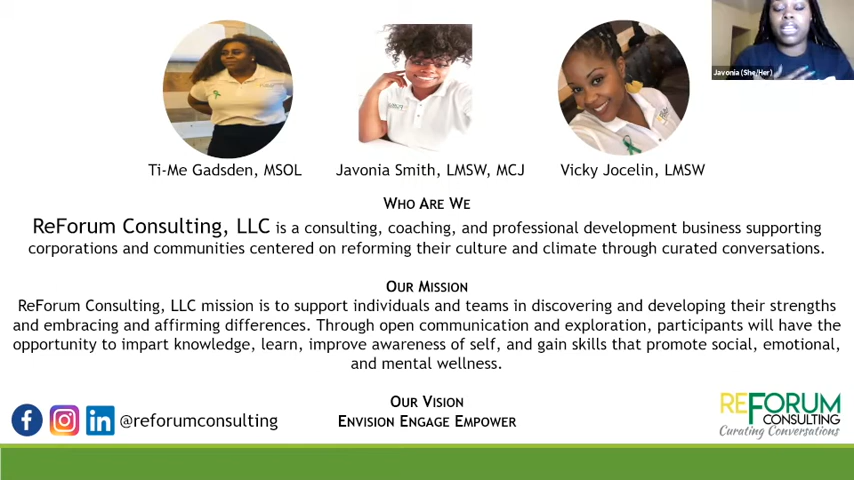 Javonia (She/Her)
Ti-Me Gadsden, MSOL
Javonia Smith, LMSW, MCJ
Vicky Jocelin, LMSW
WHO ARE WE
ReForum Consulting, LLC is a consulting, coaching, and professional development business supporting
corporations and communities centered on reforming their culture and climate through curated conversations.
OUR MISSION
ReForum Consulting, LLC mission is to support individuals and teams in discovering and developing their strengths
and embracing and affirming differences. Through open communication and exploration, participants will have the
opportunity to impart knowledge, learn, improve awareness of self, and gain skills that promote social, emotional,
and mental wellness.
OUR VISION
ENVISION ENGAGE EMPOWER
@reforumconsulting
REFORUM
CONSULTING
Curating Conversations